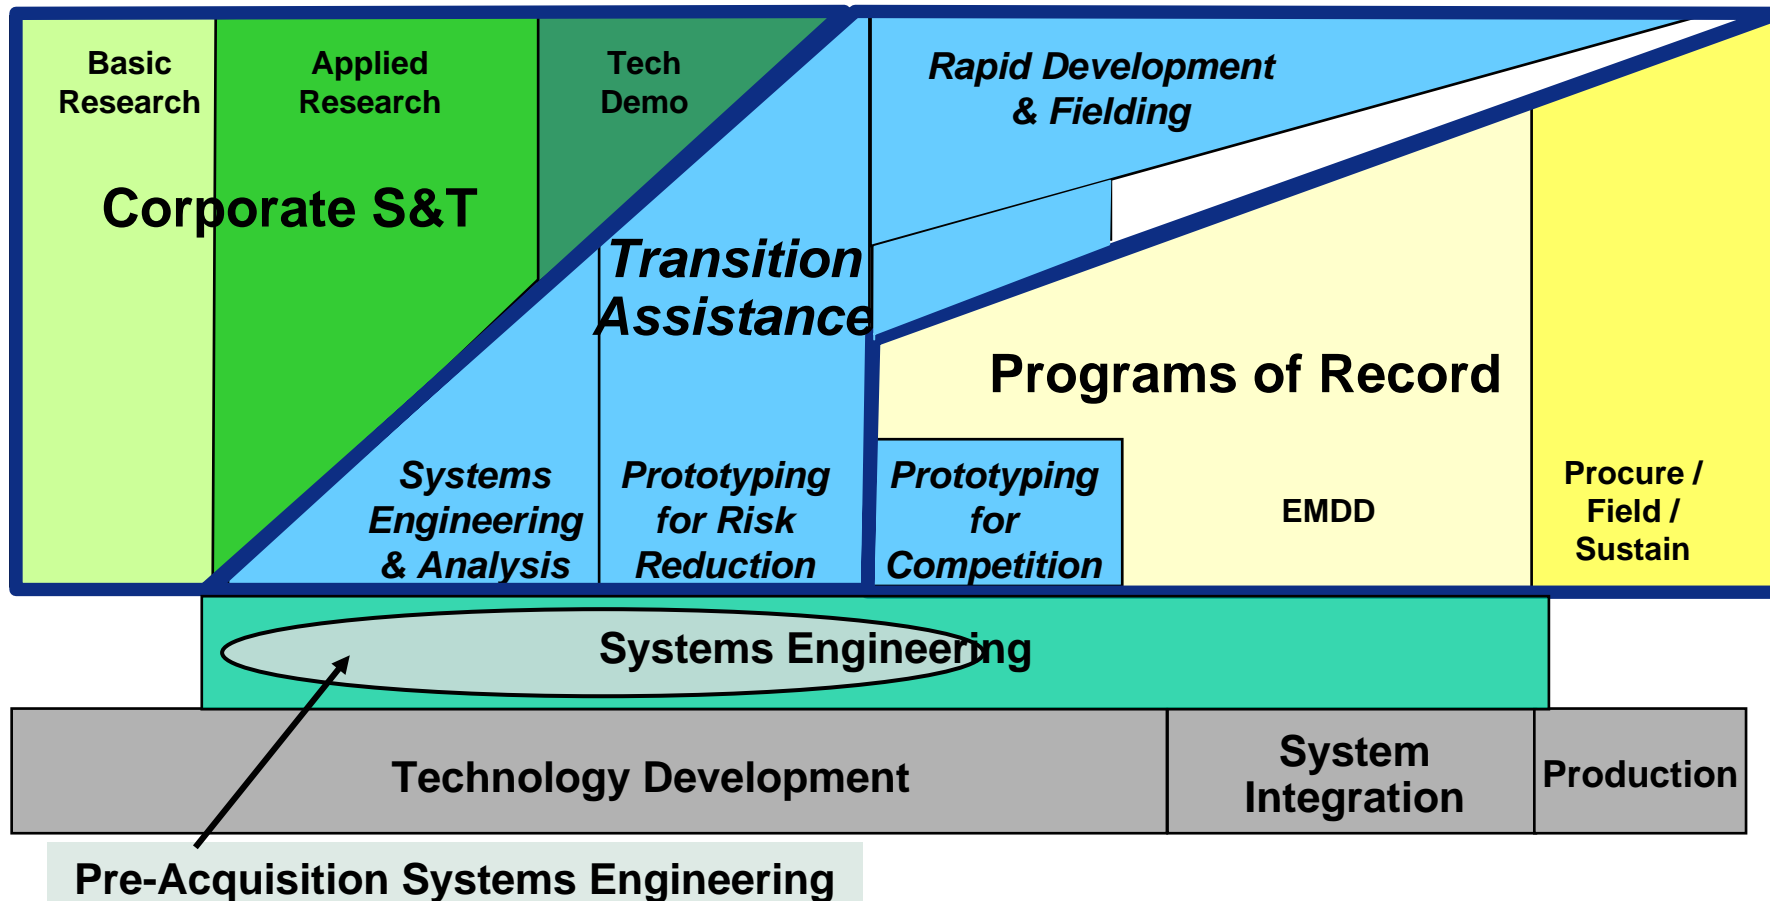 Basic
Research
Applied
Research
Tech
Demo
Rapid Development
& Fielding
Corporate S&T
Transition
Assistance
Programs of Record
Systems
Engineering
& Analysis
Prototyping
for Risk
Reduction
Prototyping
for
Competition
EMDD
Procure /
Field /
Sustain
Systems Engineering
Technology Development
System
Integration
Production
Pre-Acquisition Systems Engineering